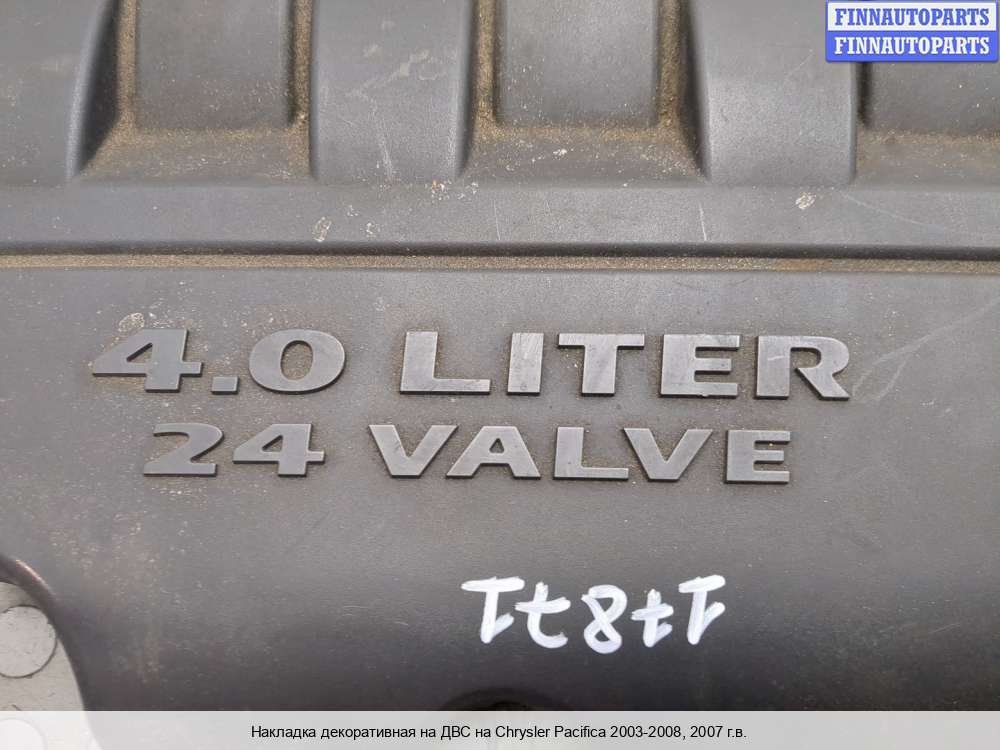 FINNAUTOPARTS
FINNAUTOPARTS
4.0 LITER
24 VALVE
Накладка декоративная на ДВС на Chrysler Pacifica 2003-2008, 2007 г.в.